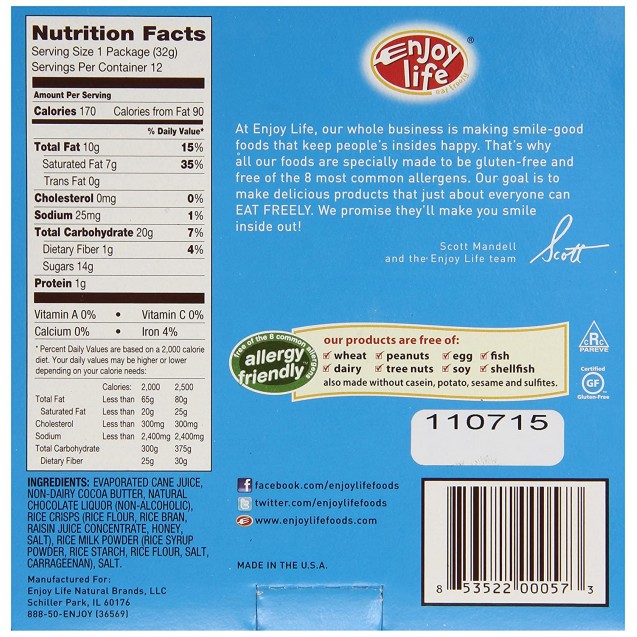 Nutrition Facts
Serving Size 1 Package (32g)
Servings Per Container 12
Amount Per Serving
Calories 170 Calories from Fat 90
% Daily Value*
Total Fat 10g 15%
Saturated Fat 7g 35%
Trans Fat 0g
Cholesterol 0mg 0%
Sodium 25mg 1%
Total Carbohydrate 20g 7%
Dietary Fiber 1g 4%
Sugars 14g
Protein 1g
Vitamin A 0% • Vitamin C 0%
Calcium 0% • Iron 4%
*Percent Daily Values are based on a 2,000 calorie
diet. Your daily values may be higher or lower
depending on your calorie needs:
Calories: 2,000 2,500
Total Fat Less than 65g 80g
Saturated Fat Less than 20g 25g
Cholesterol Less than 300mg 300mg
Sodium Less than 2,400mg 2,400mg
Total Carbohydrate 300g 375g
Dietary Fiber 25g 30g
INGREDIENTS: EVAPORATED CANE JUICE,
NON-DAIRY COCOA BUTTER, NATURAL
CHOCOLATE LIQUOR (NON-ALCOHOLIC),
RICE CRISPS (RICE FLOUR, RICE BRAN,
RAISIN JUICE CONCENTRATE, HONEY,
SALT), RICE MILK POWDER (RICE SYRUP
POWDER, RICE STARCH, RICE FLOUR, SALT,
CARRAGEENAN), SALT.
Manufactured For:
Enjoy Life Natural Brands, LLC
Schiller Park, IL 60176
888-50-ENJOY (36569)
Enjoy
life
eat freely
®
At Enjoy Life, our whole business is making smile-good
foods that keep people's insides happy. That's why
all our foods are specially made to be gluten-free and
free of the 8 most common allergens. Our goal is to
make delicious products that just about everyone can
EAT FREELY. We promise they'll make you smile
inside out!
Scott Mandell
and the Enjoy Life team
Scott
free of the 8 common allergens
allergy
friendly
our products are free of:
wheat peanuts egg fish
dairy tree nuts soy shellfish
also made without casein, potato, sesame and sulfites.
CRC
PAREVE
Certified
GF
Gluten-Free
110715
facebook.com/enjoylifefoods
twitter.com/enjoylifefoods
www.enjoylifefoods.com
MADE IN THE U.S.A.
8 53522 00057 3